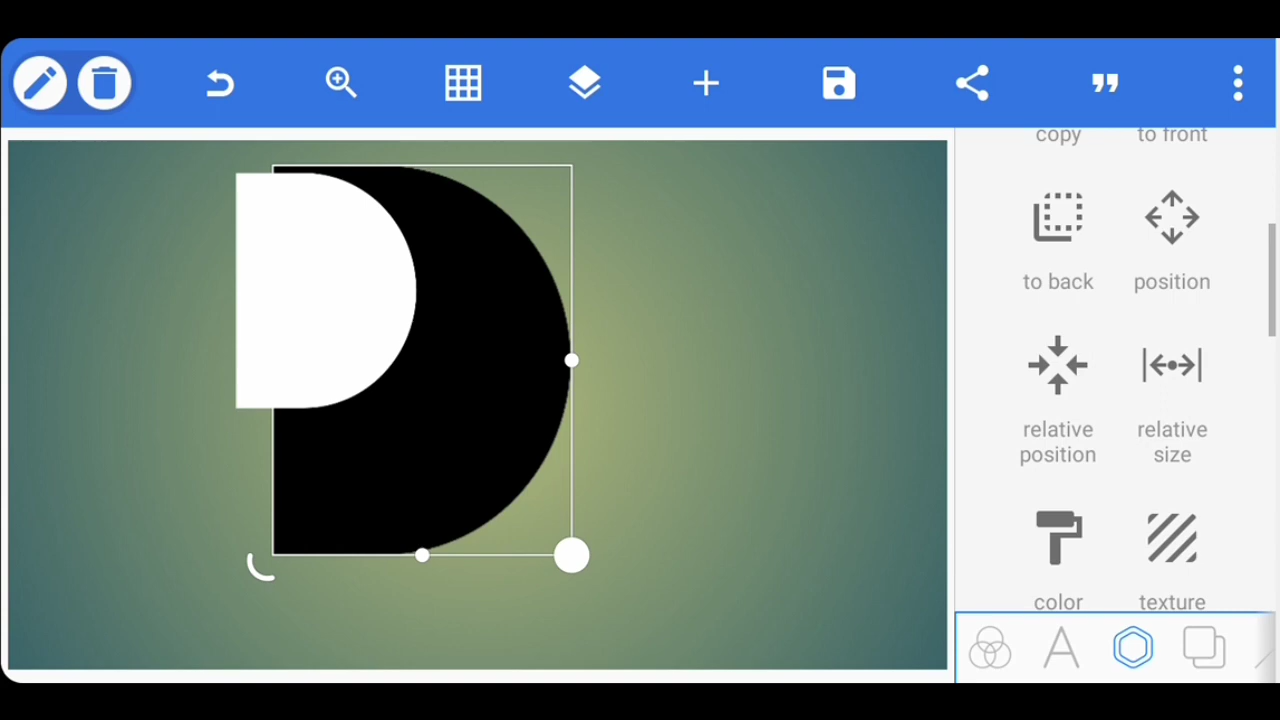 copy
to front
to back
position
relative
position
relative
size
color
texture